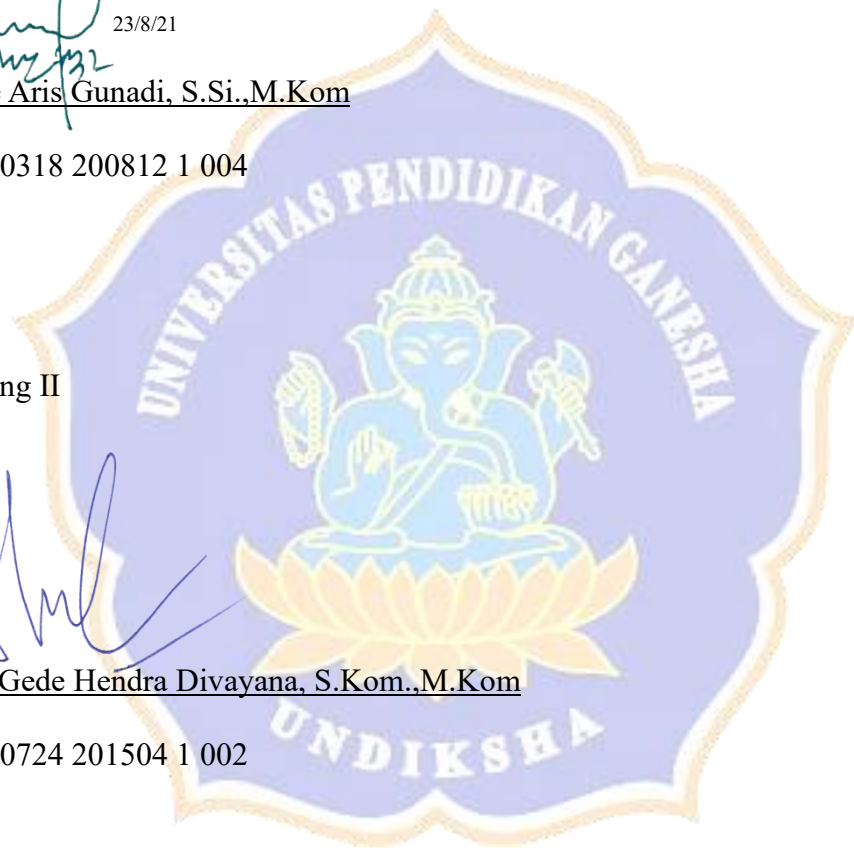 23/8/21
Aris Gunadi, S.Si.,M.Kom
0318 200812 1 004
UNIVERSITAS PENDIDIKAN GANESHA
ng II
Gede Hendra Divayana, S.Kom.,M.Kom
0724 201504 1 002
UNDIKSHA